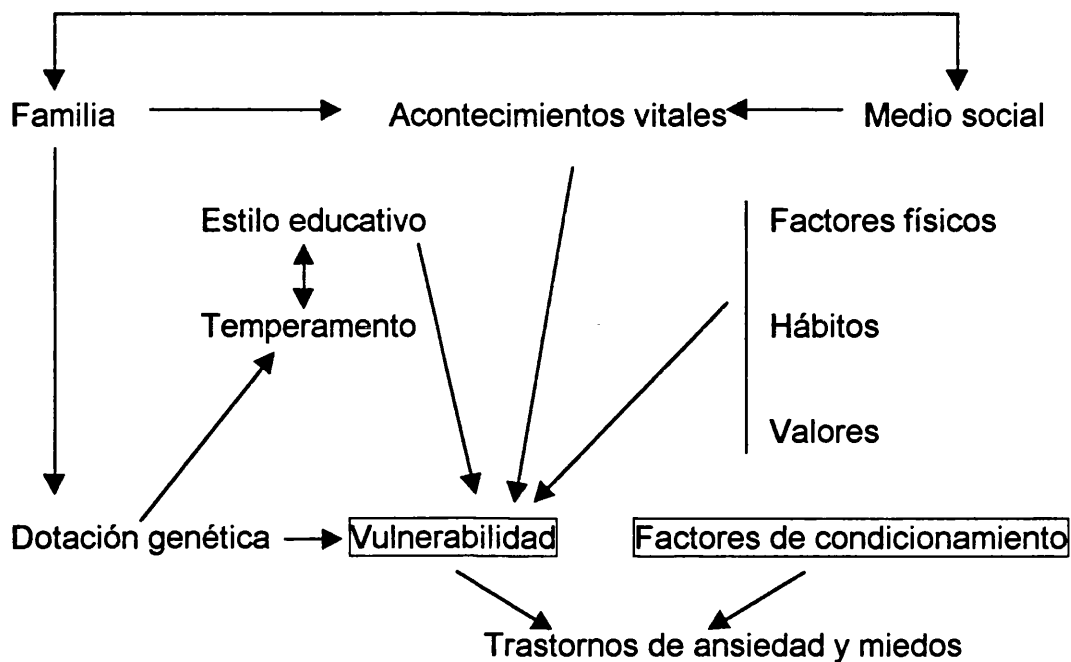 Familia
Acontecimientos vitales
Medio social
Estilo educativo
Factores físicos
Temperamento
Hábitos
Valores
Dotación genética
Vulnerabilidad
Factores de condicionamiento
Trastornos de ansiedad y miedos